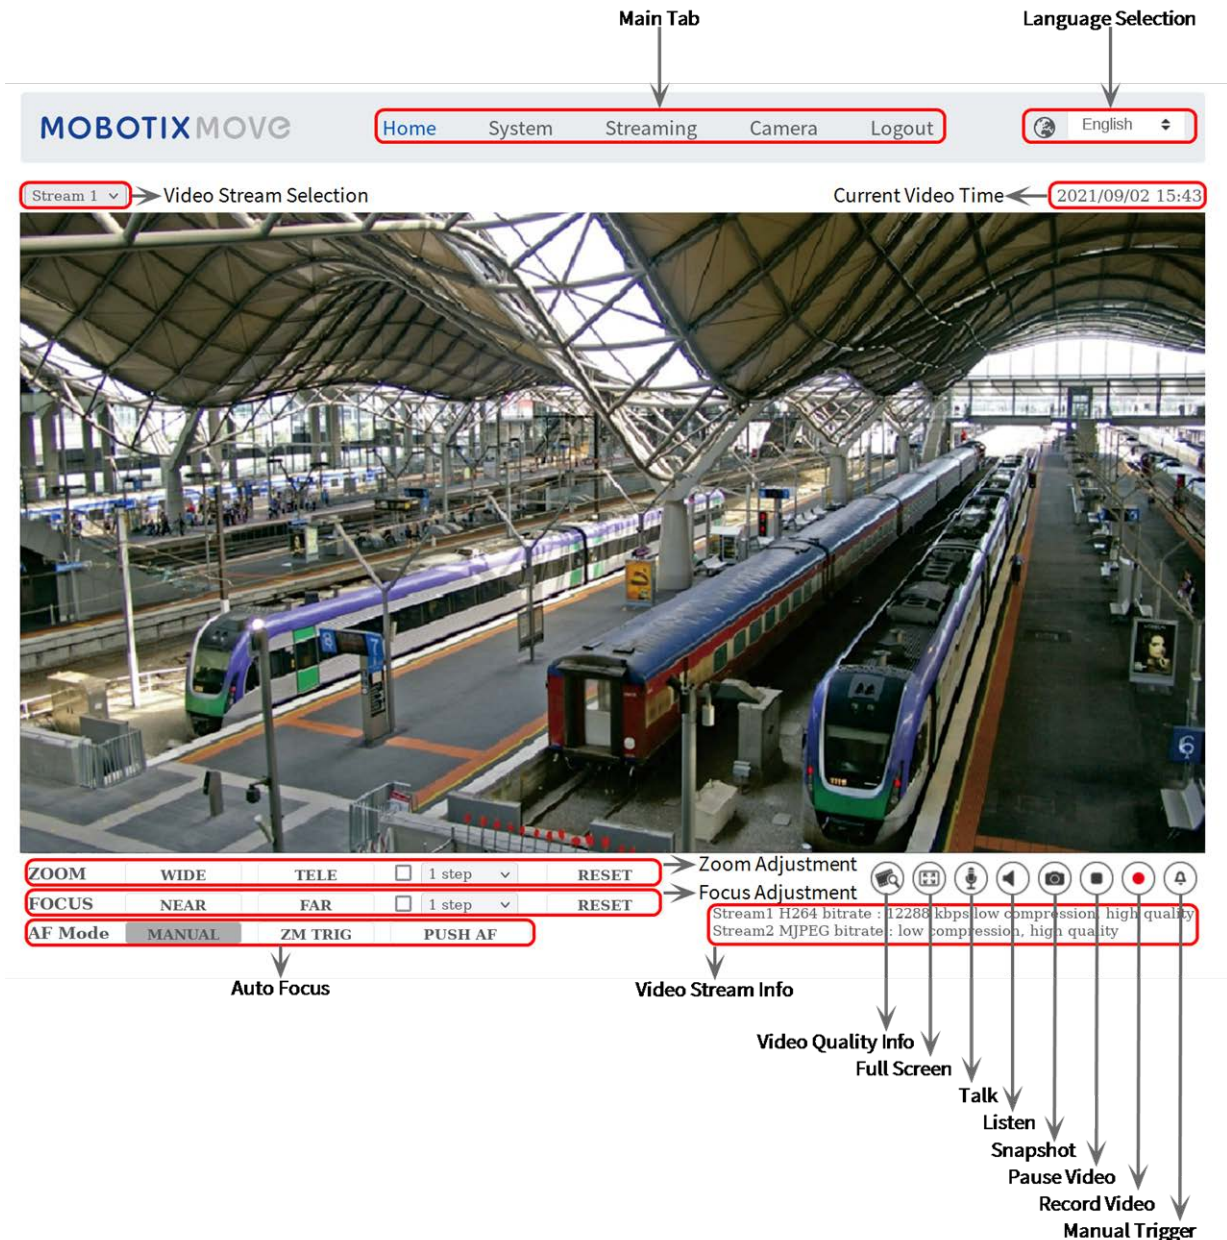 Main Tab Language Selection
MOBOTIX MOVE Home System Streaming Camera Logout English
Stream 1 Video Stream Selection Current Video Time 2021/09/02 15:43
8 7
6
1116
ZOOM WIDE TELE 1 step RESET Zoom Adjustment
FOCUS NEAR FAR 1 step RESET Focus Adjustment
Stream1 H264 bitrate : 12288 kbps low compression, high quality
AF Mode MANUAL ZM TRIG PUSH AF Stream2 MJPEG bitrate : low compression, high quality
Auto Focus Video Stream Info
Video Quality Info
Full Screen
Talk
Listen
Snapshot
Pause Video
Record Video
Manual Trigger